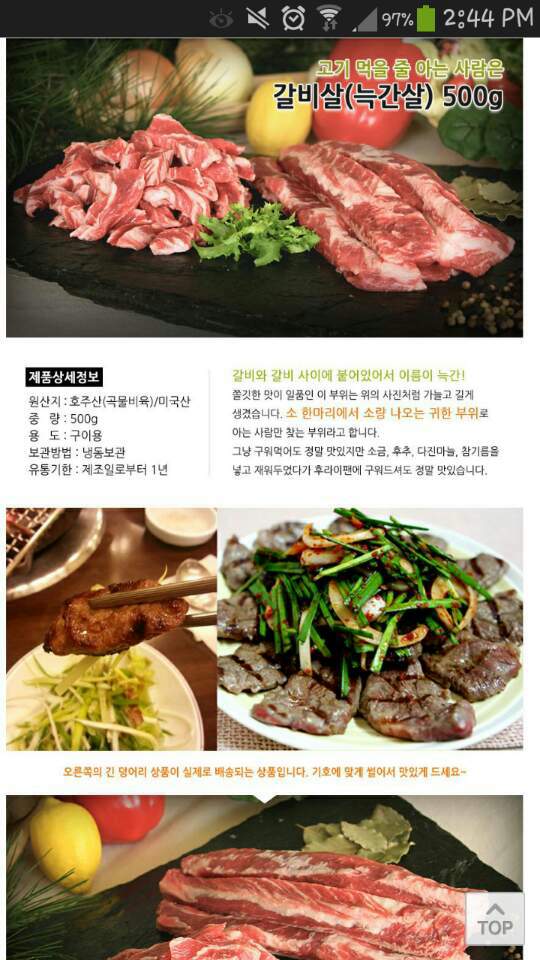 97% 2:44 PM
고기 먹을 줄 아는 사람은
갈비살(늑간살) 500g
제품상세정보
원산지 : 호주산(곡물비육)/미국산
중 량 : 500g
용 도 : 구이용
보관방법 : 냉동보관
유통기한 : 제조일로부터 1년
갈비와 갈비 사이에 붙어있어서 이름이 늑간!
쫄깃한 맛이 일품인 이 부위는 위의 사진처럼 가늘고 길게
생겼습니다. 소 한마리에서 소량 나오는 귀한 부위로
아는 사람만 찾는 부위라고 합니다.
그냥 구워먹어도 정말 맛있지만 소금, 후추, 다진마늘, 참기름을
넣고 재워두었다가 후라이팬에 구워드셔도 정말 맛있습니다.
오른쪽의 긴 덩어리 상품이 실제로 배송되는 상품입니다. 기호에 맞게 썰어서 맛있게 드세요~
TOP